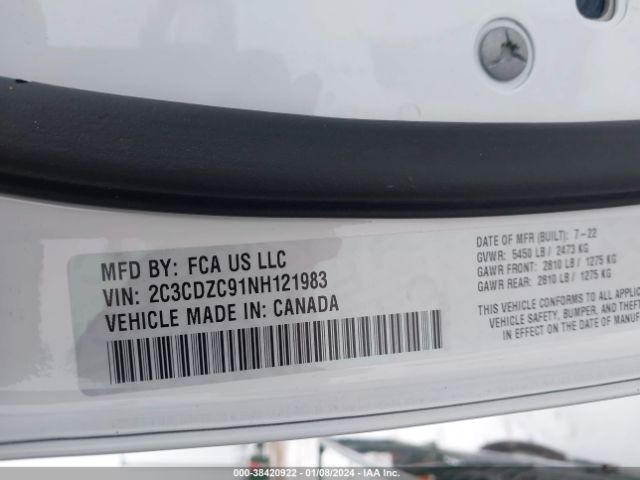 MFD BY: FCA US LLC
VIN: 2C3CDZC91NH121983
VEHICLE MADE IN: CANADA
DATE OF MFR (BUILT): 7-22
GVWR: 5450 LB / 2473 KG
GAWR FRONT: 2810 LB / 1275 KG
GAWR REAR: 2810 LB / 1275 KG
THIS VEHICLE CONFORMS TO ALL APPLICA
VEHICLE SAFETY, BUMPER, AND THEFT
IN EFFECT ON THE DATE OF M
000-38420922 - 01/08/2024 - IAA Inc.